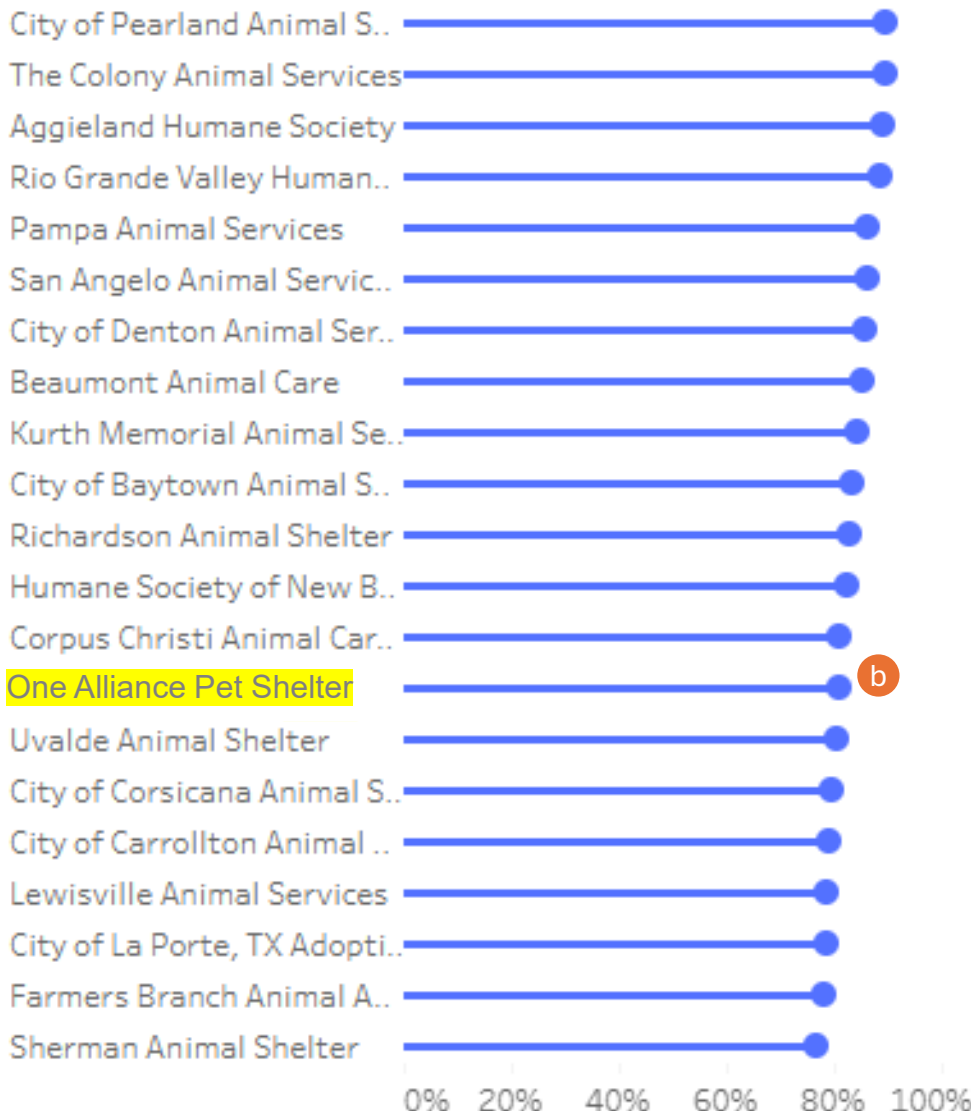 City of Pearland Animal S..
The Colony Animal Services
Aggieland Humane Society
Rio Grande Valley Human..
Pampa Animal Services
San Angelo Animal Servic..
City of Denton Animal Ser..
Beaumont Animal Care
Kurth Memorial Animal Se..
City of Baytown Animal S..
Richardson Animal Shelter
Humane Society of New B..
Corpus Christi Animal Car..
One Alliance Pet Shelter b
Uvalde Animal Shelter
City of Corsicana Animal S..
City of Carrollton Animal ..
Lewisville Animal Services
City of La Porte, TX Adopti..
Farmers Branch Animal A..
Sherman Animal Shelter
0% 20% 40% 60% 80% 100%